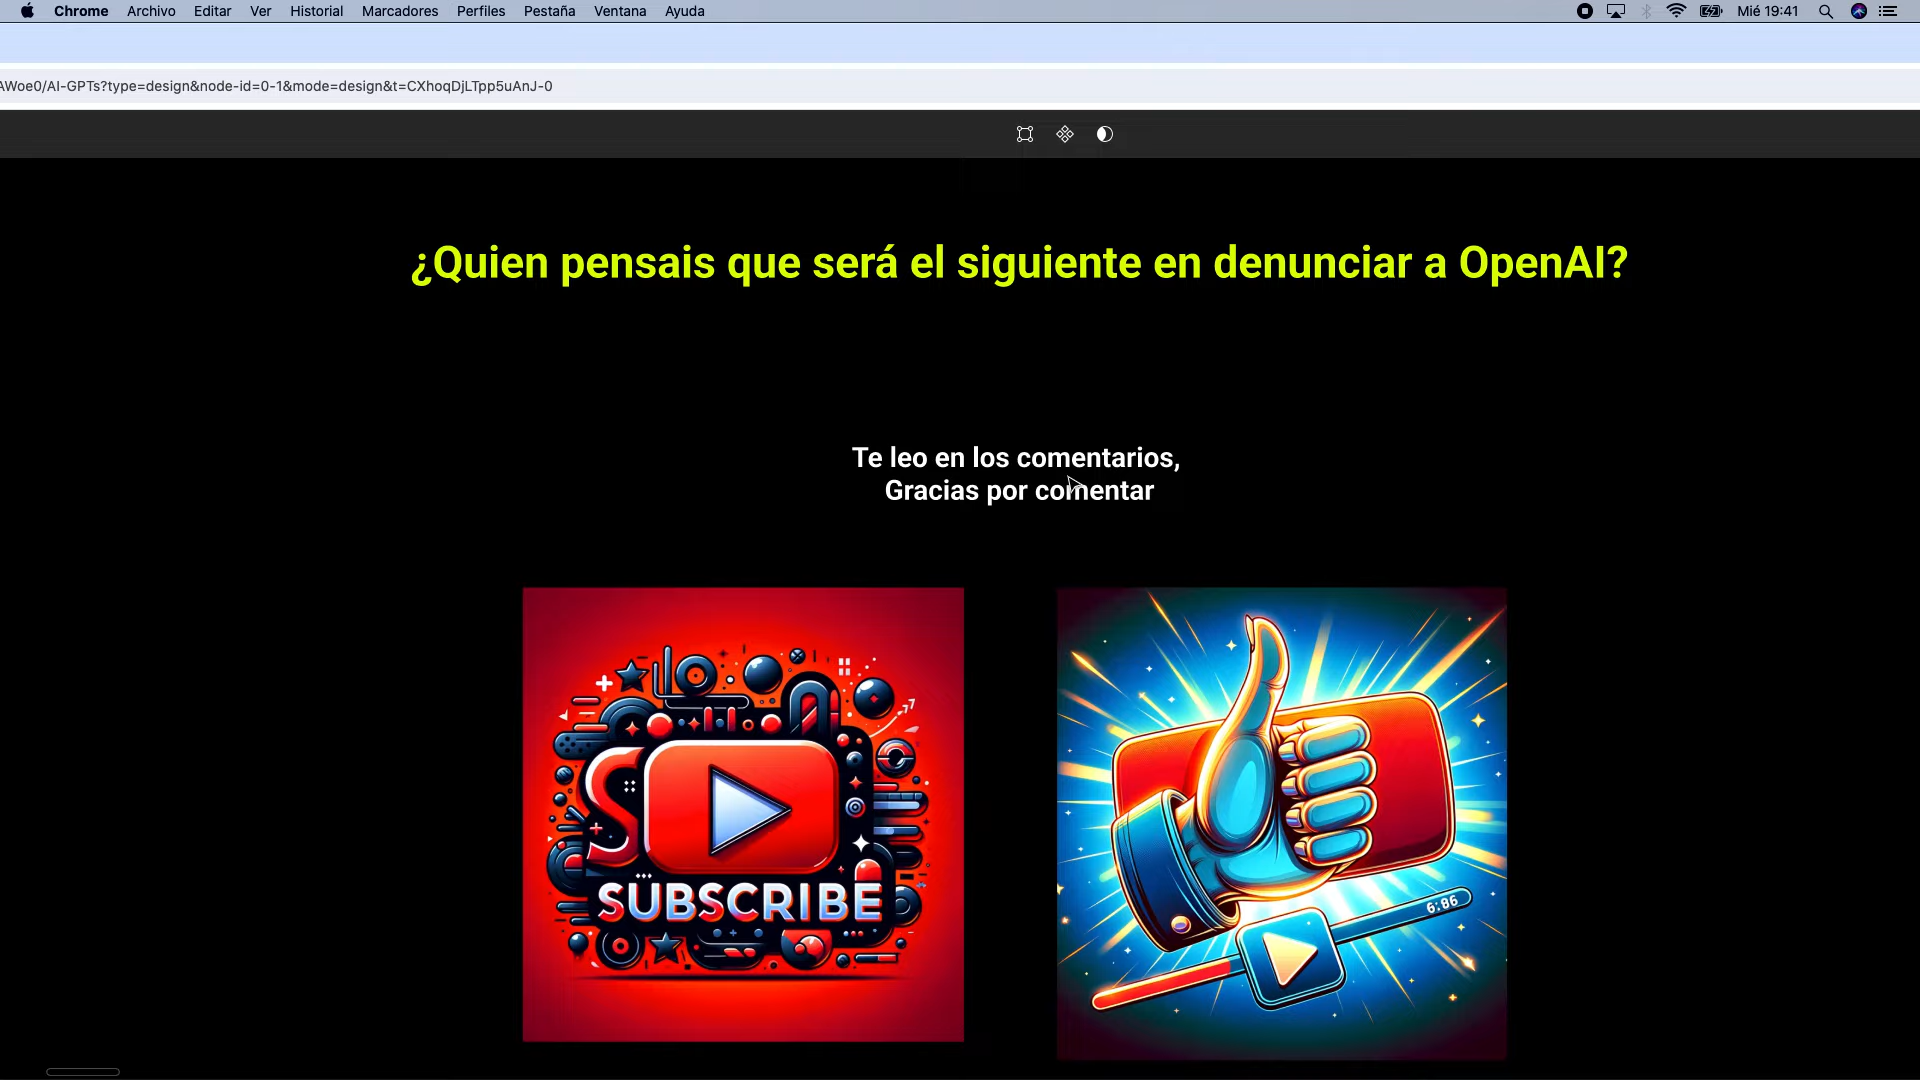 Chrome Archivo Editar Ver Historial Marcadores Perfiles Pestaña Ventana Ayuda Mié 19:41
AWoe0/AI-GPTs?type=design&node-id=0-1&mode=design&t=CXhoqDjLTpp5uAnJ-0
¿Quien pensais que será el siguiente en denunciar a OpenAI?
Te leo en los comentarios,
Gracias por comentar
SUBSCRIBE
6:86